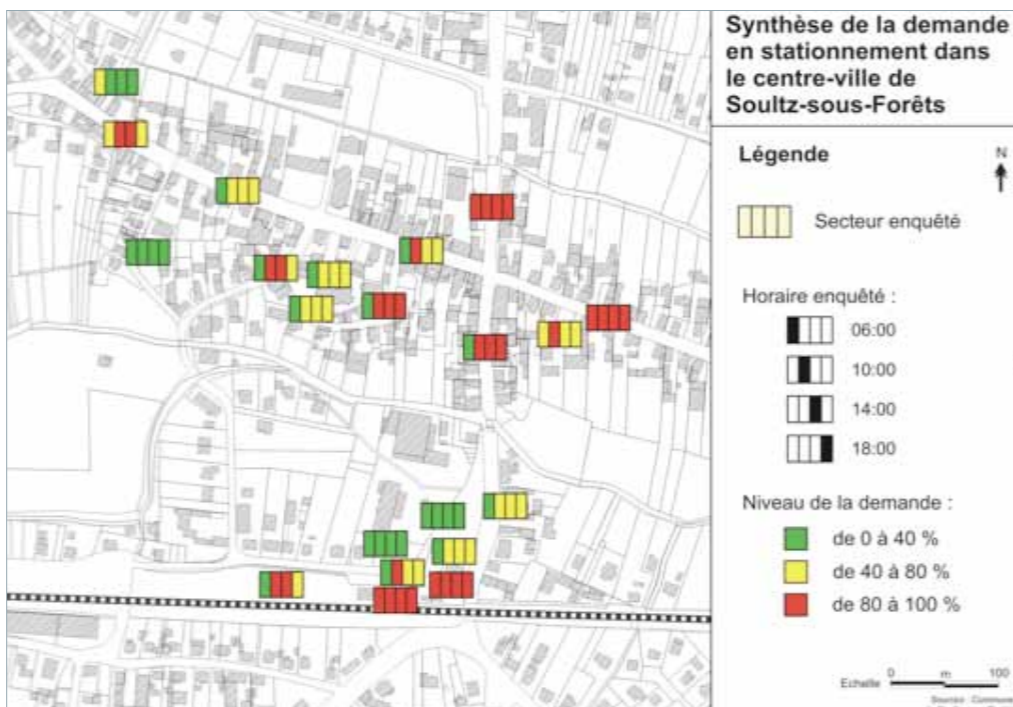 Synthèse de la demande
en stationnement dans
le centre-ville de
Soultz-sous-Forêts
Légende
N
Secteur enquêté
Horaire enquêté :
06:00
10:00
14:00
18:00
Niveau de la demande :
de 0 à 40 %
de 40 à 80 %
de 80 à 100 %
0 m 100
Echelle
Sources : Commune